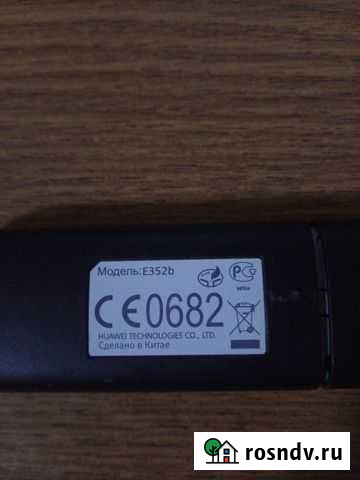 Модель:E352b
CE0682
HUAWEI TECHNOLOGIES CO., LTD.
Сделано в Китае
rosndv.ru